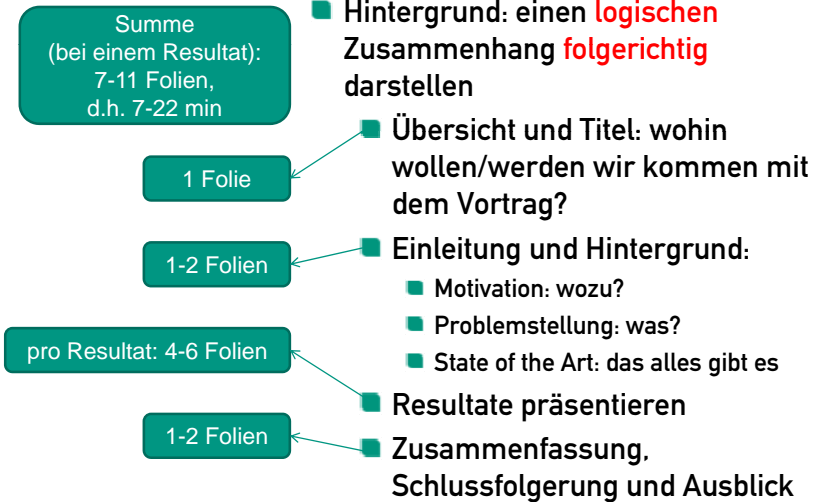 Summe
(bei einem Resultat):
7-11 Folien,
d.h. 7-22 min
Hintergrund: einen logischen
Zusammenhang folgerichtig
darstellen
1 Folie
Übersicht und Titel: wohin
wollen/werden wir kommen mit
dem Vortrag?
1-2 Folien
Einleitung und Hintergrund:
Motivation: wozu?
Problemstellung: was?
State of the Art: das alles gibt es
pro Resultat: 4-6 Folien
Resultate präsentieren
1-2 Folien
Zusammenfassung,
Schlussfolgerung und Ausblick